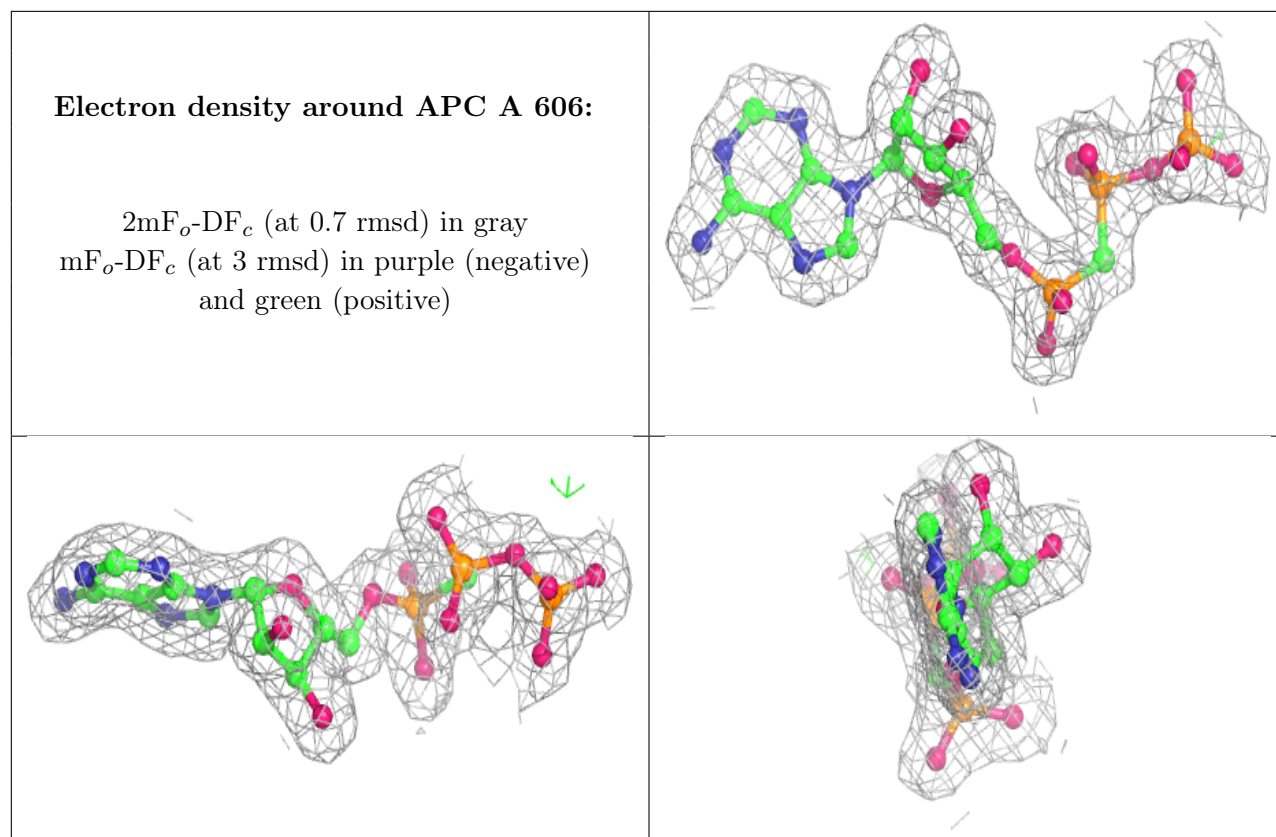 Electron density around APC A 606:
2mFₒ-DF𝒸 (at 0.7 rmsd) in gray
mFₒ-DF𝒸 (at 3 rmsd) in purple (negative)
and green (positive)